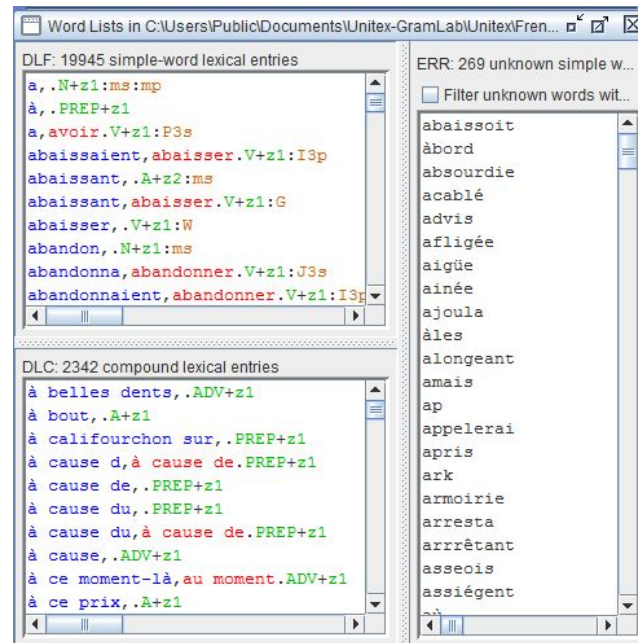 Word Lists in C:\Users\Public\Documents\Unitex-GramLab\Unitex\Fren...
DLF: 19945 simple-word lexical entries
a,.N+z1:ms:mp
à,.PREP+z1
a,avoir.V+z1:P3s
abaissaient,abaisser.V+z1:I3p
abaissant,.A+z2:ms
abaissant,abaisser.V+z1:G
abaisser,.V+z1:W
abandon,.N+z1:ms
abandonna,abandonner.V+z1:J3s
abandonnaient,abandonner.V+z1:I3p
DLC: 2342 compound lexical entries
à belles dents,.ADV+z1
à bout,.A+z1
à califourchon sur,.PREP+z1
à cause d,à cause de.PREP+z1
à cause de,.PREP+z1
à cause du,.PREP+z1
à cause du,à cause de.PREP+z1
à cause,.ADV+z1
à ce moment-là,au moment.ADV+z1
à ce prix,.A+z1
ERR: 269 unknown simple w...
Filter unknown words wit...
abaissoit
àbord
absourdie
acablé
advis
afligée
aigüe
ainée
ajoula
àles
alongeant
amais
ap
appelerai
apris
ark
armoirie
arresta
arrrêtant
asseois
assiégent